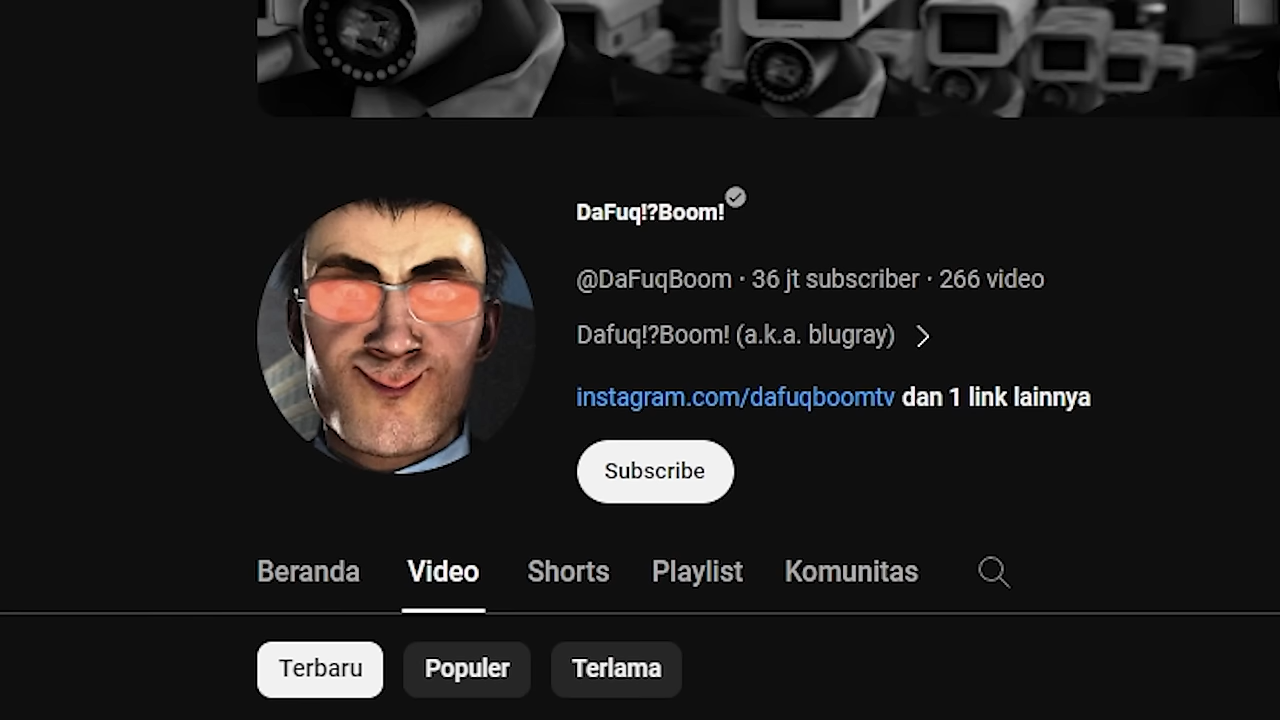 DaFuq!?Boom!
@DaFuqBoom · 36 jt subscriber · 266 video
Dafuq!?Boom! (a.k.a. blugray)
instagram.com/dafuqboomtv dan 1 link lainnya
Subscribe
Beranda Video Shorts Playlist Komunitas
Terbaru Populer Terlama